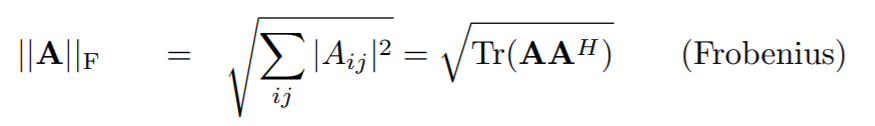 ||A||_F = √(∑_{ij} |A_{ij}|²) = √(Tr(AA^H)) (Frobenius)